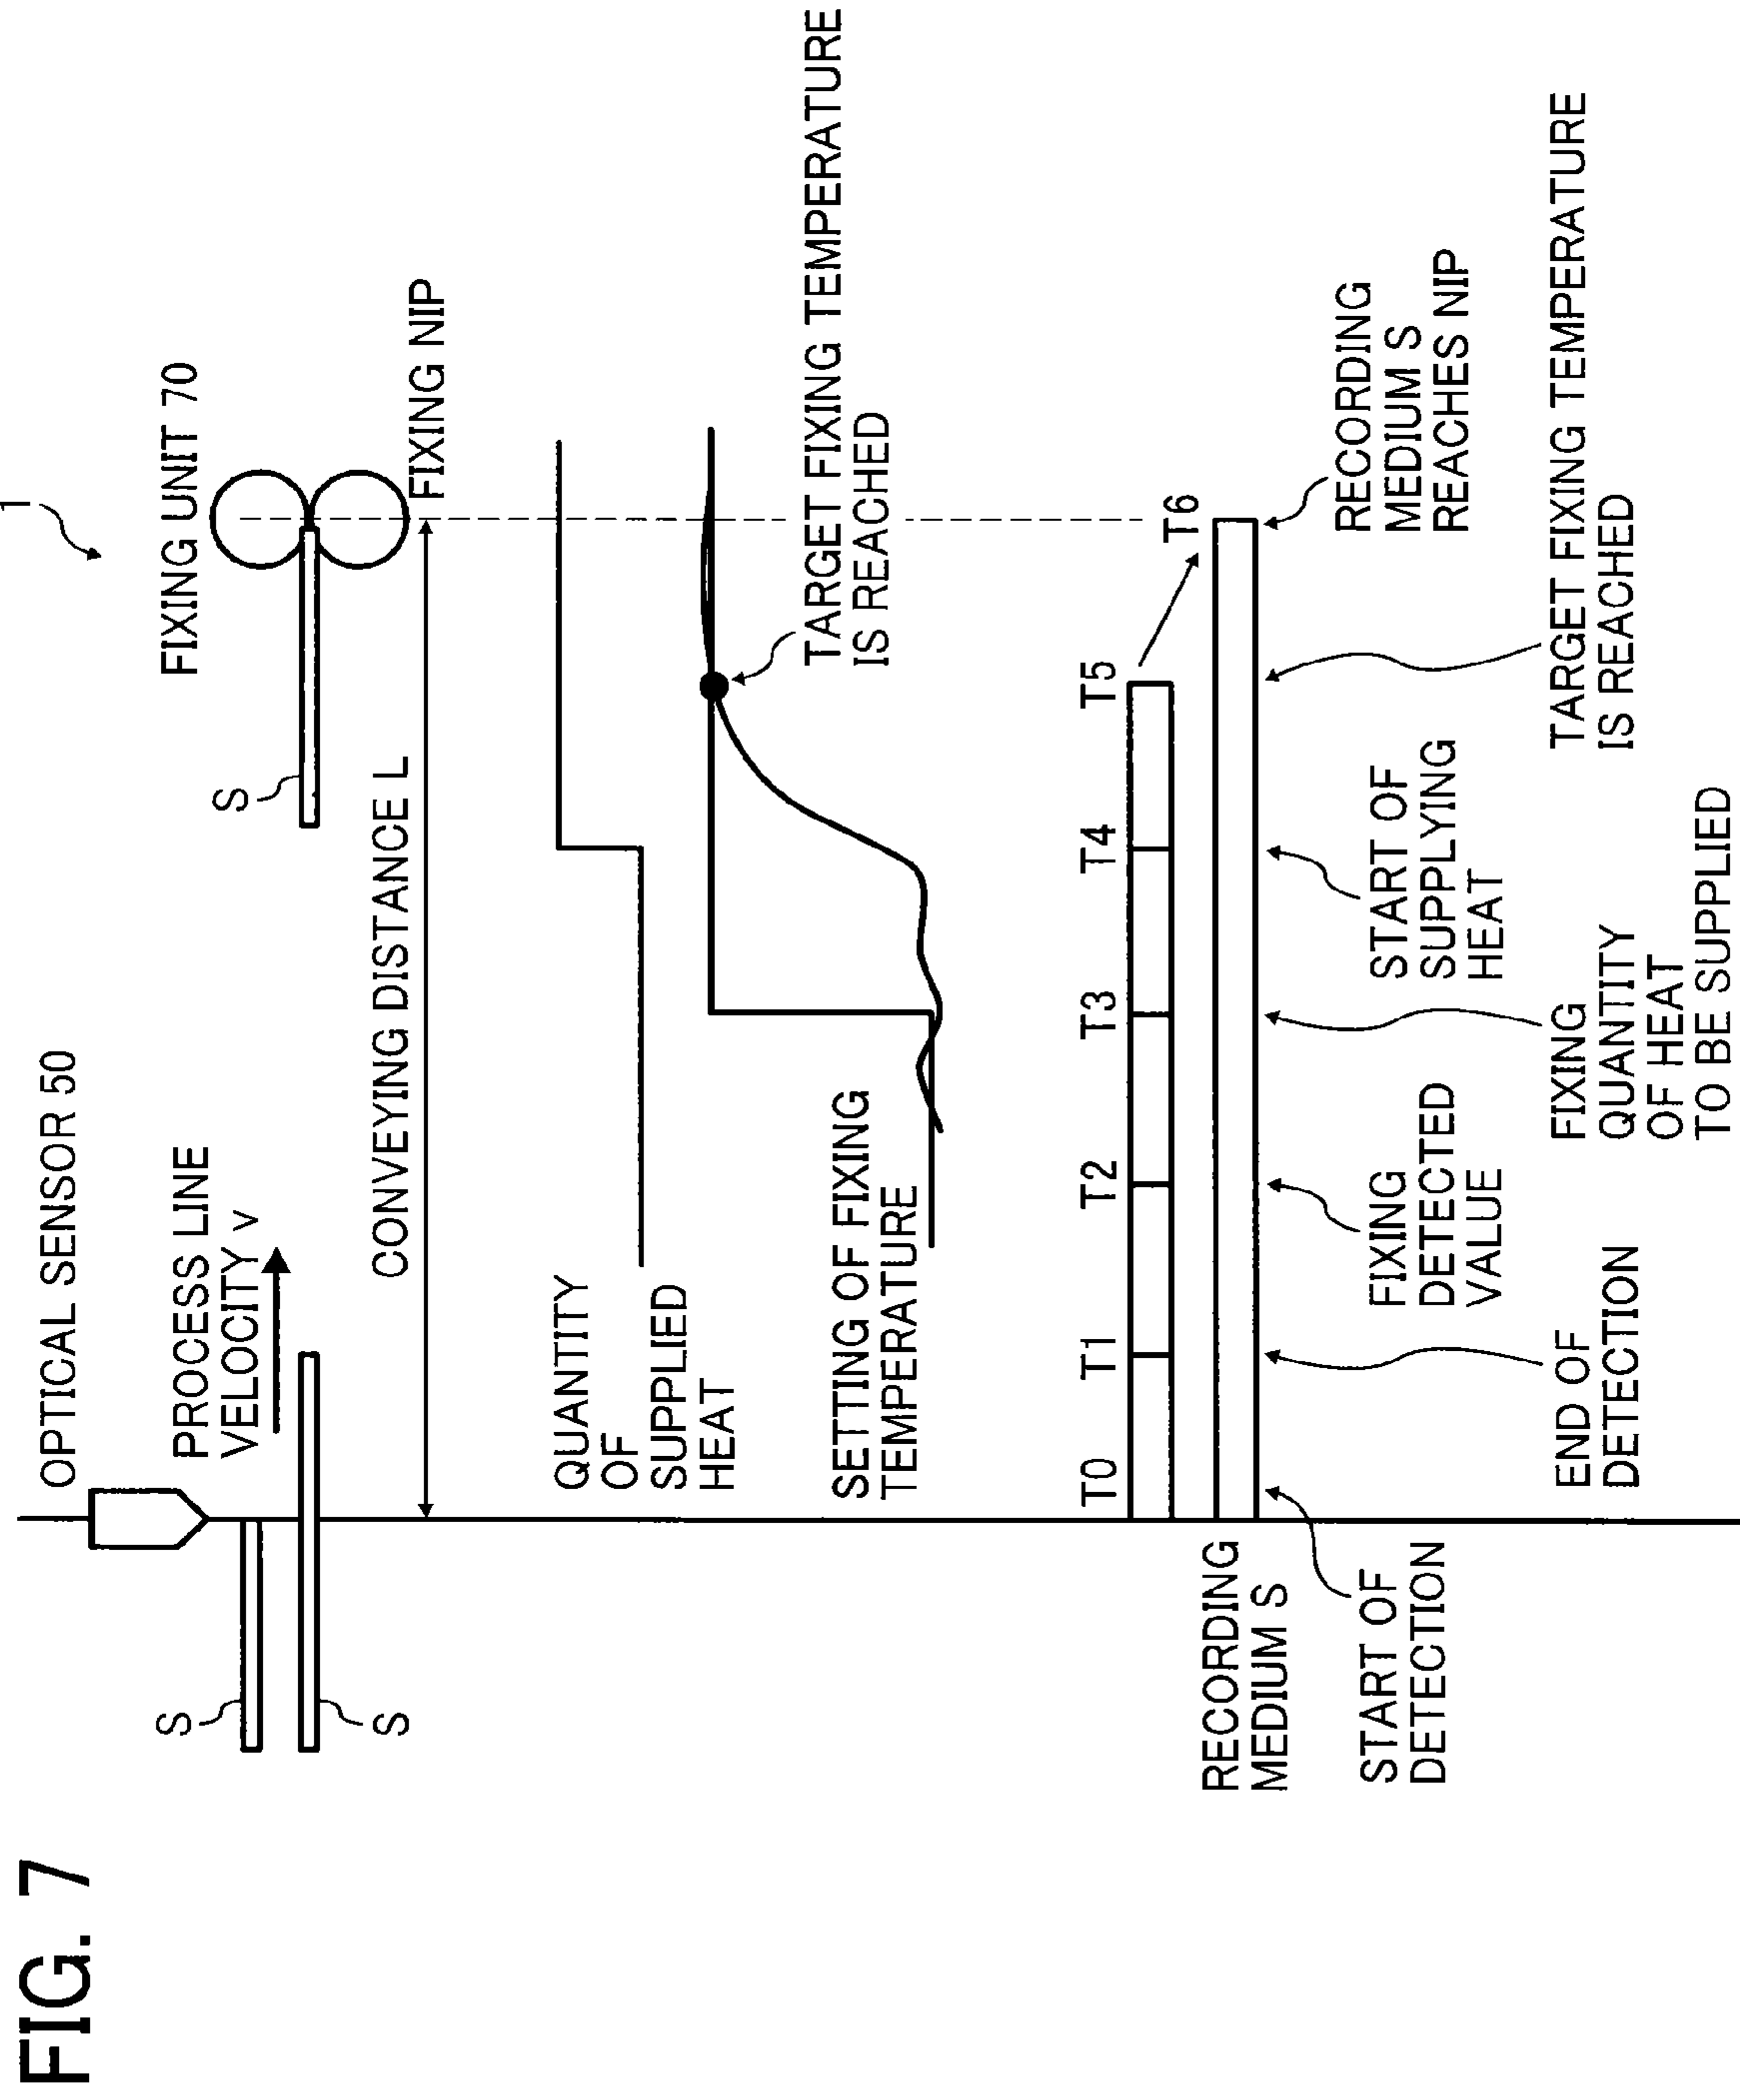 FIG. 7
1
OPTICAL SENSOR 50
FIXING UNIT 70
PROCESS LINE
VELOCITY v
S
S
S
FIXING NIP
CONVEYING DISTANCE L
QUANTITY
OF
SUPPLIED
HEAT
TARGET FIXING TEMPERATURE
IS REACHED
SETTING OF FIXING
TEMPERATURE
T0
T1
T2
T3
T4
T5
T6
RECORDING
MEDIUM S
START OF
DETECTION
END OF
DETECTION
FIXING
DETECTED
VALUE
FIXING
QUANTITY
OF HEAT
TO BE SUPPLIED
START OF
SUPPLYING
HEAT
TARGET FIXING TEMPERATURE
IS REACHED
RECORDING
MEDIUM S
REACHES NIP